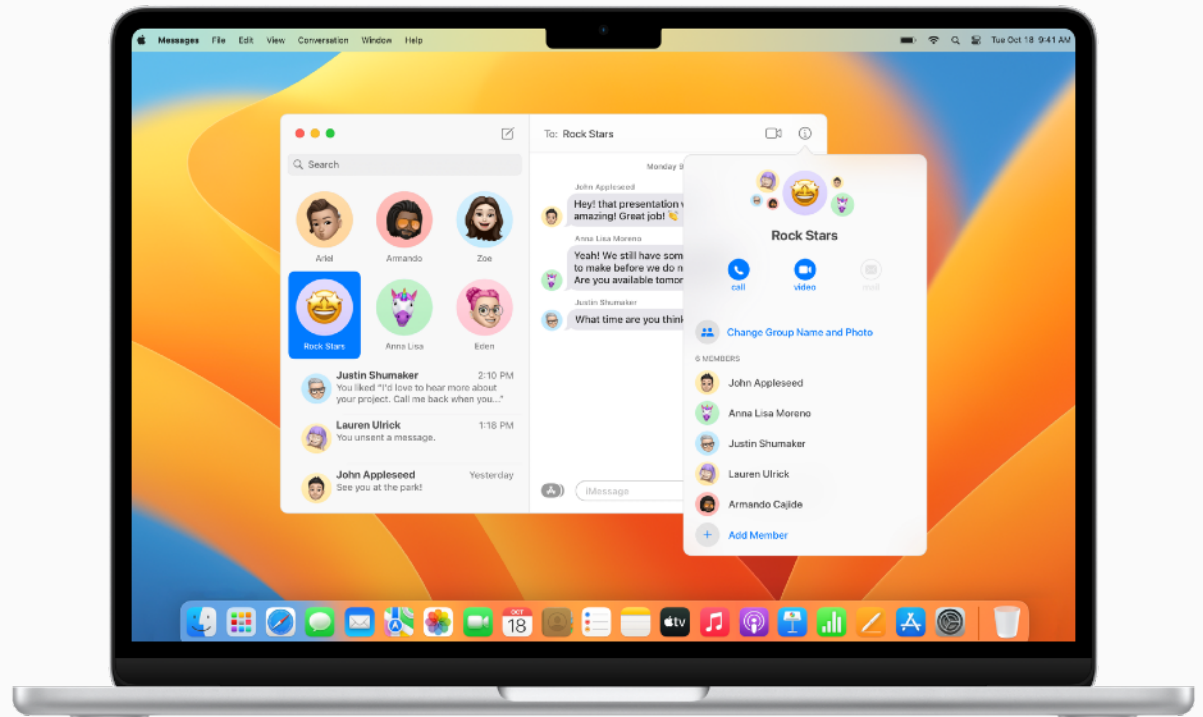 Messages File Edit View Conversation Window Help
Tue Oct 18 9:41 AM
Search
Ariel Armando Zoe
Rock Stars Anna Lisa Eden
Justin Shumaker 2:10 PM
You liked "I'd love to hear more about
your project. Call me back when you..."
Lauren Ulrick 1:18 PM
You unsent a message.
John Appleseed Yesterday
See you at the park!
To: Rock Stars
Monday 9
John Appleseed
Hey! that presentation
amazing! Great job! 👏
Anna Lisa Moreno
Yeah! We still have som
to make before we do
Are you available tomor
Justin Shumaker
What time are you think
iMessage
Rock Stars
call video mail
Change Group Name and Photo
6 MEMBERS
John Appleseed
Anna Lisa Moreno
Justin Shumaker
Lauren Ulrick
Armando Cajide
Add Member
OCT
18
tv